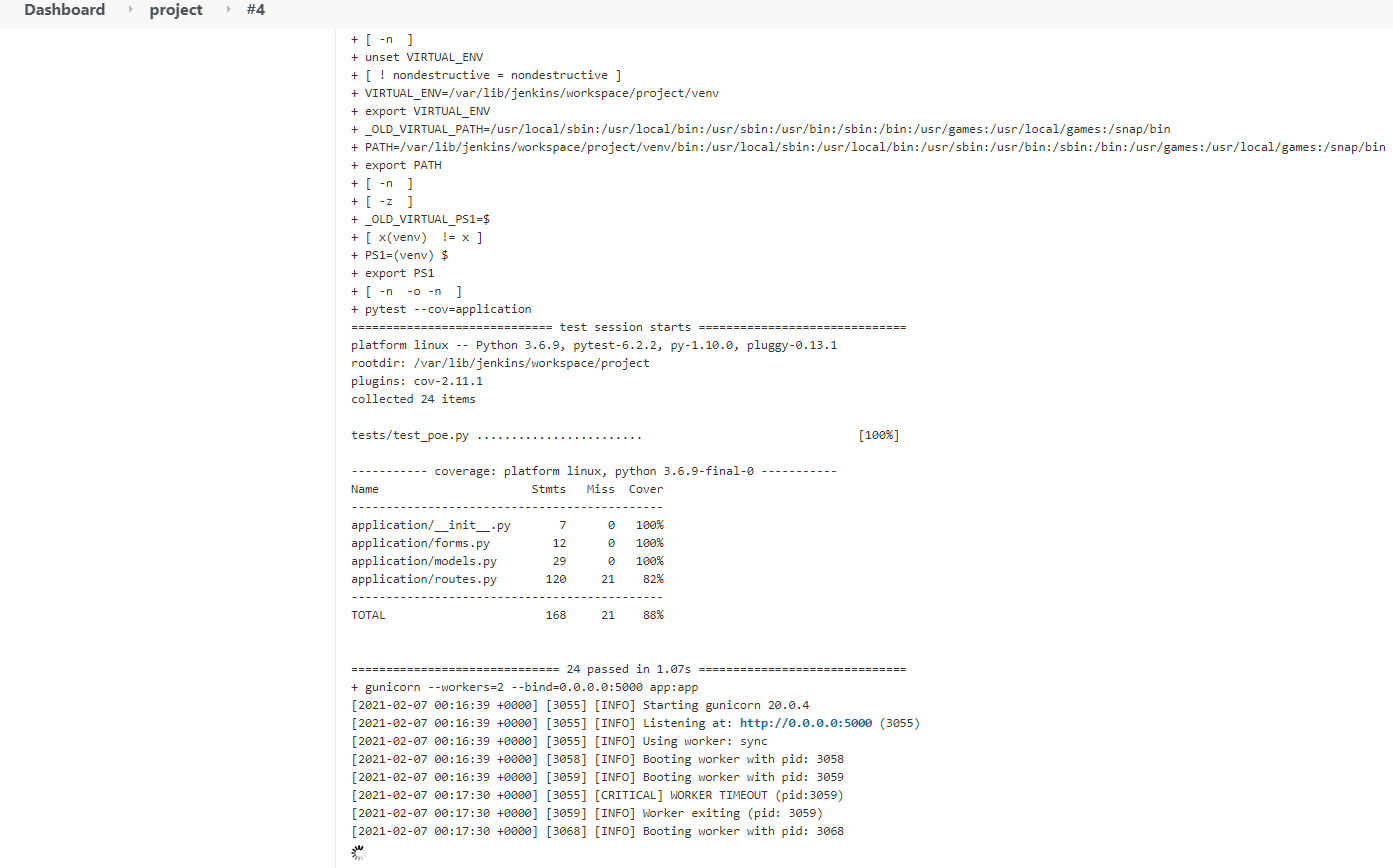 Dashboard project #4
+ [ -n  ]
+ unset VIRTUAL_ENV
+ [ ! nondestructive = nondestructive ]
+ VIRTUAL_ENV=/var/lib/jenkins/workspace/project/venv
+ export VIRTUAL_ENV
+ _OLD_VIRTUAL_PATH=/usr/local/sbin:/usr/local/bin:/usr/sbin:/usr/bin:/sbin:/bin:/usr/games:/usr/local/games:/snap/bin
+ PATH=/var/lib/jenkins/workspace/project/venv/bin:/usr/local/sbin:/usr/local/bin:/usr/sbin:/usr/bin:/sbin:/bin:/usr/games:/usr/local/games:/snap/bin
+ export PATH
+ [ -n  ]
+ [ -z  ]
+ _OLD_VIRTUAL_PS1=$
+ [ x(venv)  != x ]
+ PS1=(venv) $
+ export PS1
+ [ -n  -o -n  ]
+ pytest --cov=application
============================= test session starts ==============================
platform linux -- Python 3.6.9, pytest-6.2.2, py-1.10.0, pluggy-0.13.1
rootdir: /var/lib/jenkins/workspace/project
plugins: cov-2.11.1
collected 24 items
tests/test_poe.py ........................                               [100%]
----------- coverage: platform linux, python 3.6.9-final-0 -----------
Name                      Stmts   Miss  Cover
---------------------------------------------
application/__init__.py       7      0   100%
application/forms.py         12      0   100%
application/models.py        29      0   100%
application/routes.py       120     21    82%
---------------------------------------------
TOTAL                       168     21    88%
============================== 24 passed in 1.07s ==============================
+ gunicorn --workers=2 --bind=0.0.0.0:5000 app:app
[2021-02-07 00:16:39 +0000] [3055] [INFO] Starting gunicorn 20.0.4
[2021-02-07 00:16:39 +0000] [3055] [INFO] Listening at: http://0.0.0.0:5000 (3055)
[2021-02-07 00:16:39 +0000] [3055] [INFO] Using worker: sync
[2021-02-07 00:16:39 +0000] [3058] [INFO] Booting worker with pid: 3058
[2021-02-07 00:16:39 +0000] [3059] [INFO] Booting worker with pid: 3059
[2021-02-07 00:17:30 +0000] [3055] [CRITICAL] WORKER TIMEOUT (pid:3059)
[2021-02-07 00:17:30 +0000] [3059] [INFO] Worker exiting (pid: 3059)
[2021-02-07 00:17:30 +0000] [3068] [INFO] Booting worker with pid: 3068